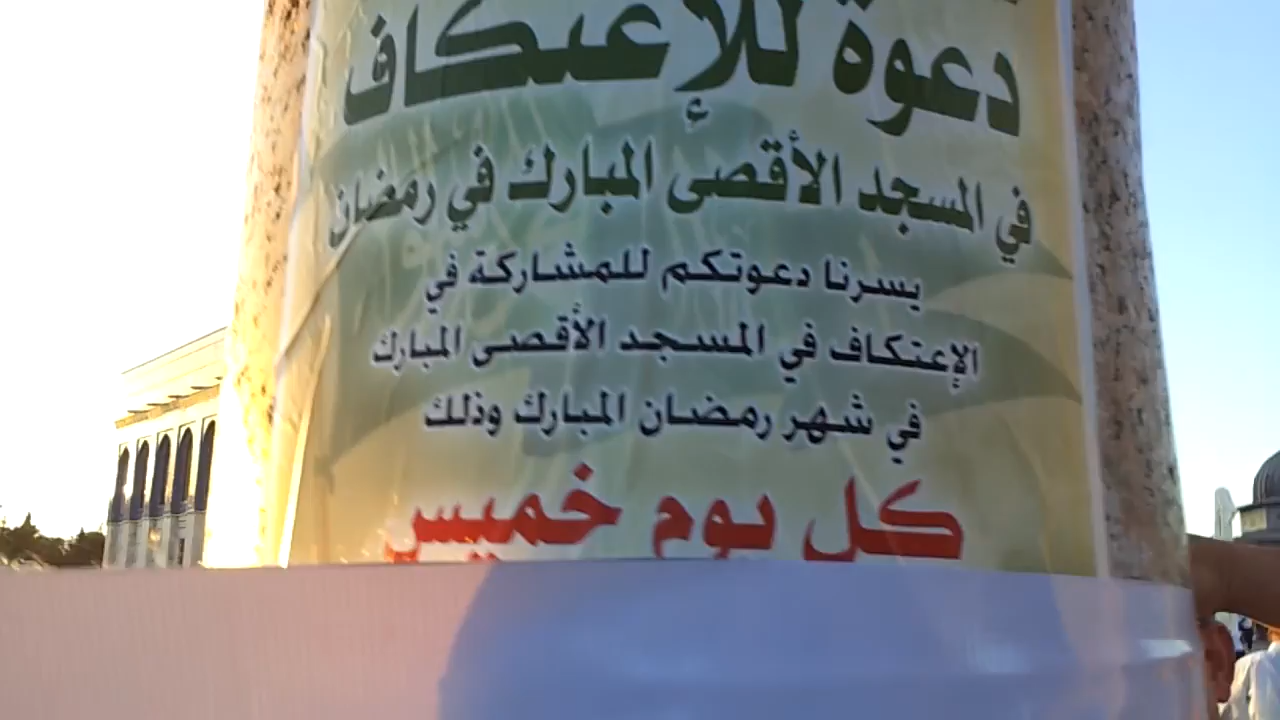 دعوة للإعتكاف
في المسجد الأقصى المبارك في رمضان
يسرنا دعوتكم للمشاركة في
الإعتكاف في المسجد الأقصى المبارك
في شهر رمضان المبارك وذلك
كل يوم خميس